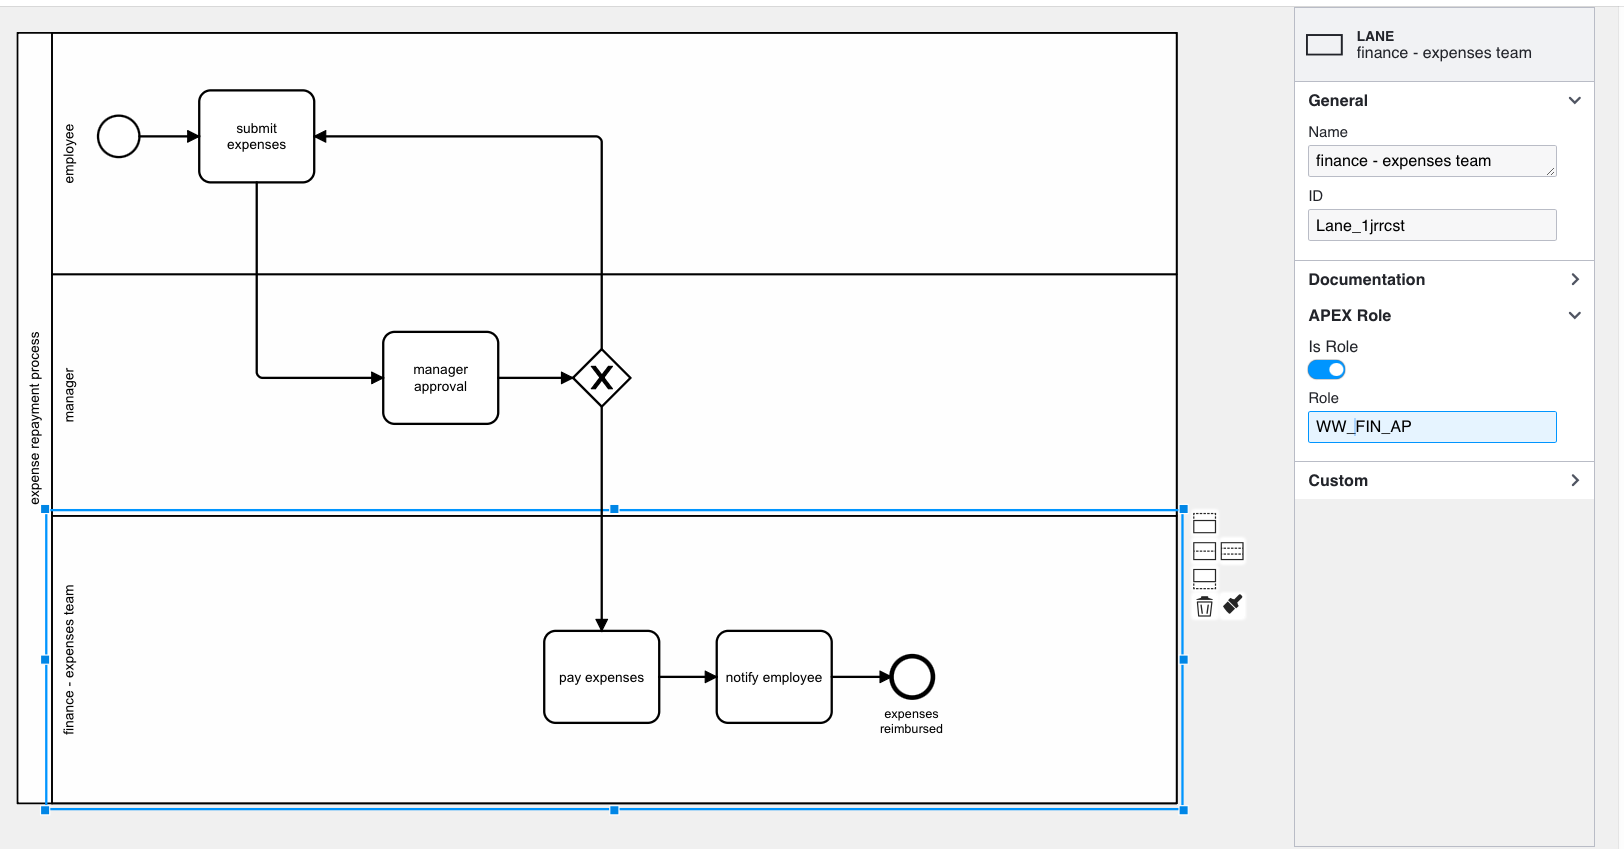 employee
submit
expenses
expense repayment process
manager
manager
approval
X
finance - expenses team
pay expenses
notify employee
expenses
reimbursed
LANE
finance - expenses team
General
Name
finance - expenses team
ID
Lane_1jrrcst
Documentation
APEX Role
Is Role
Role
WW_FIN_AP
Custom